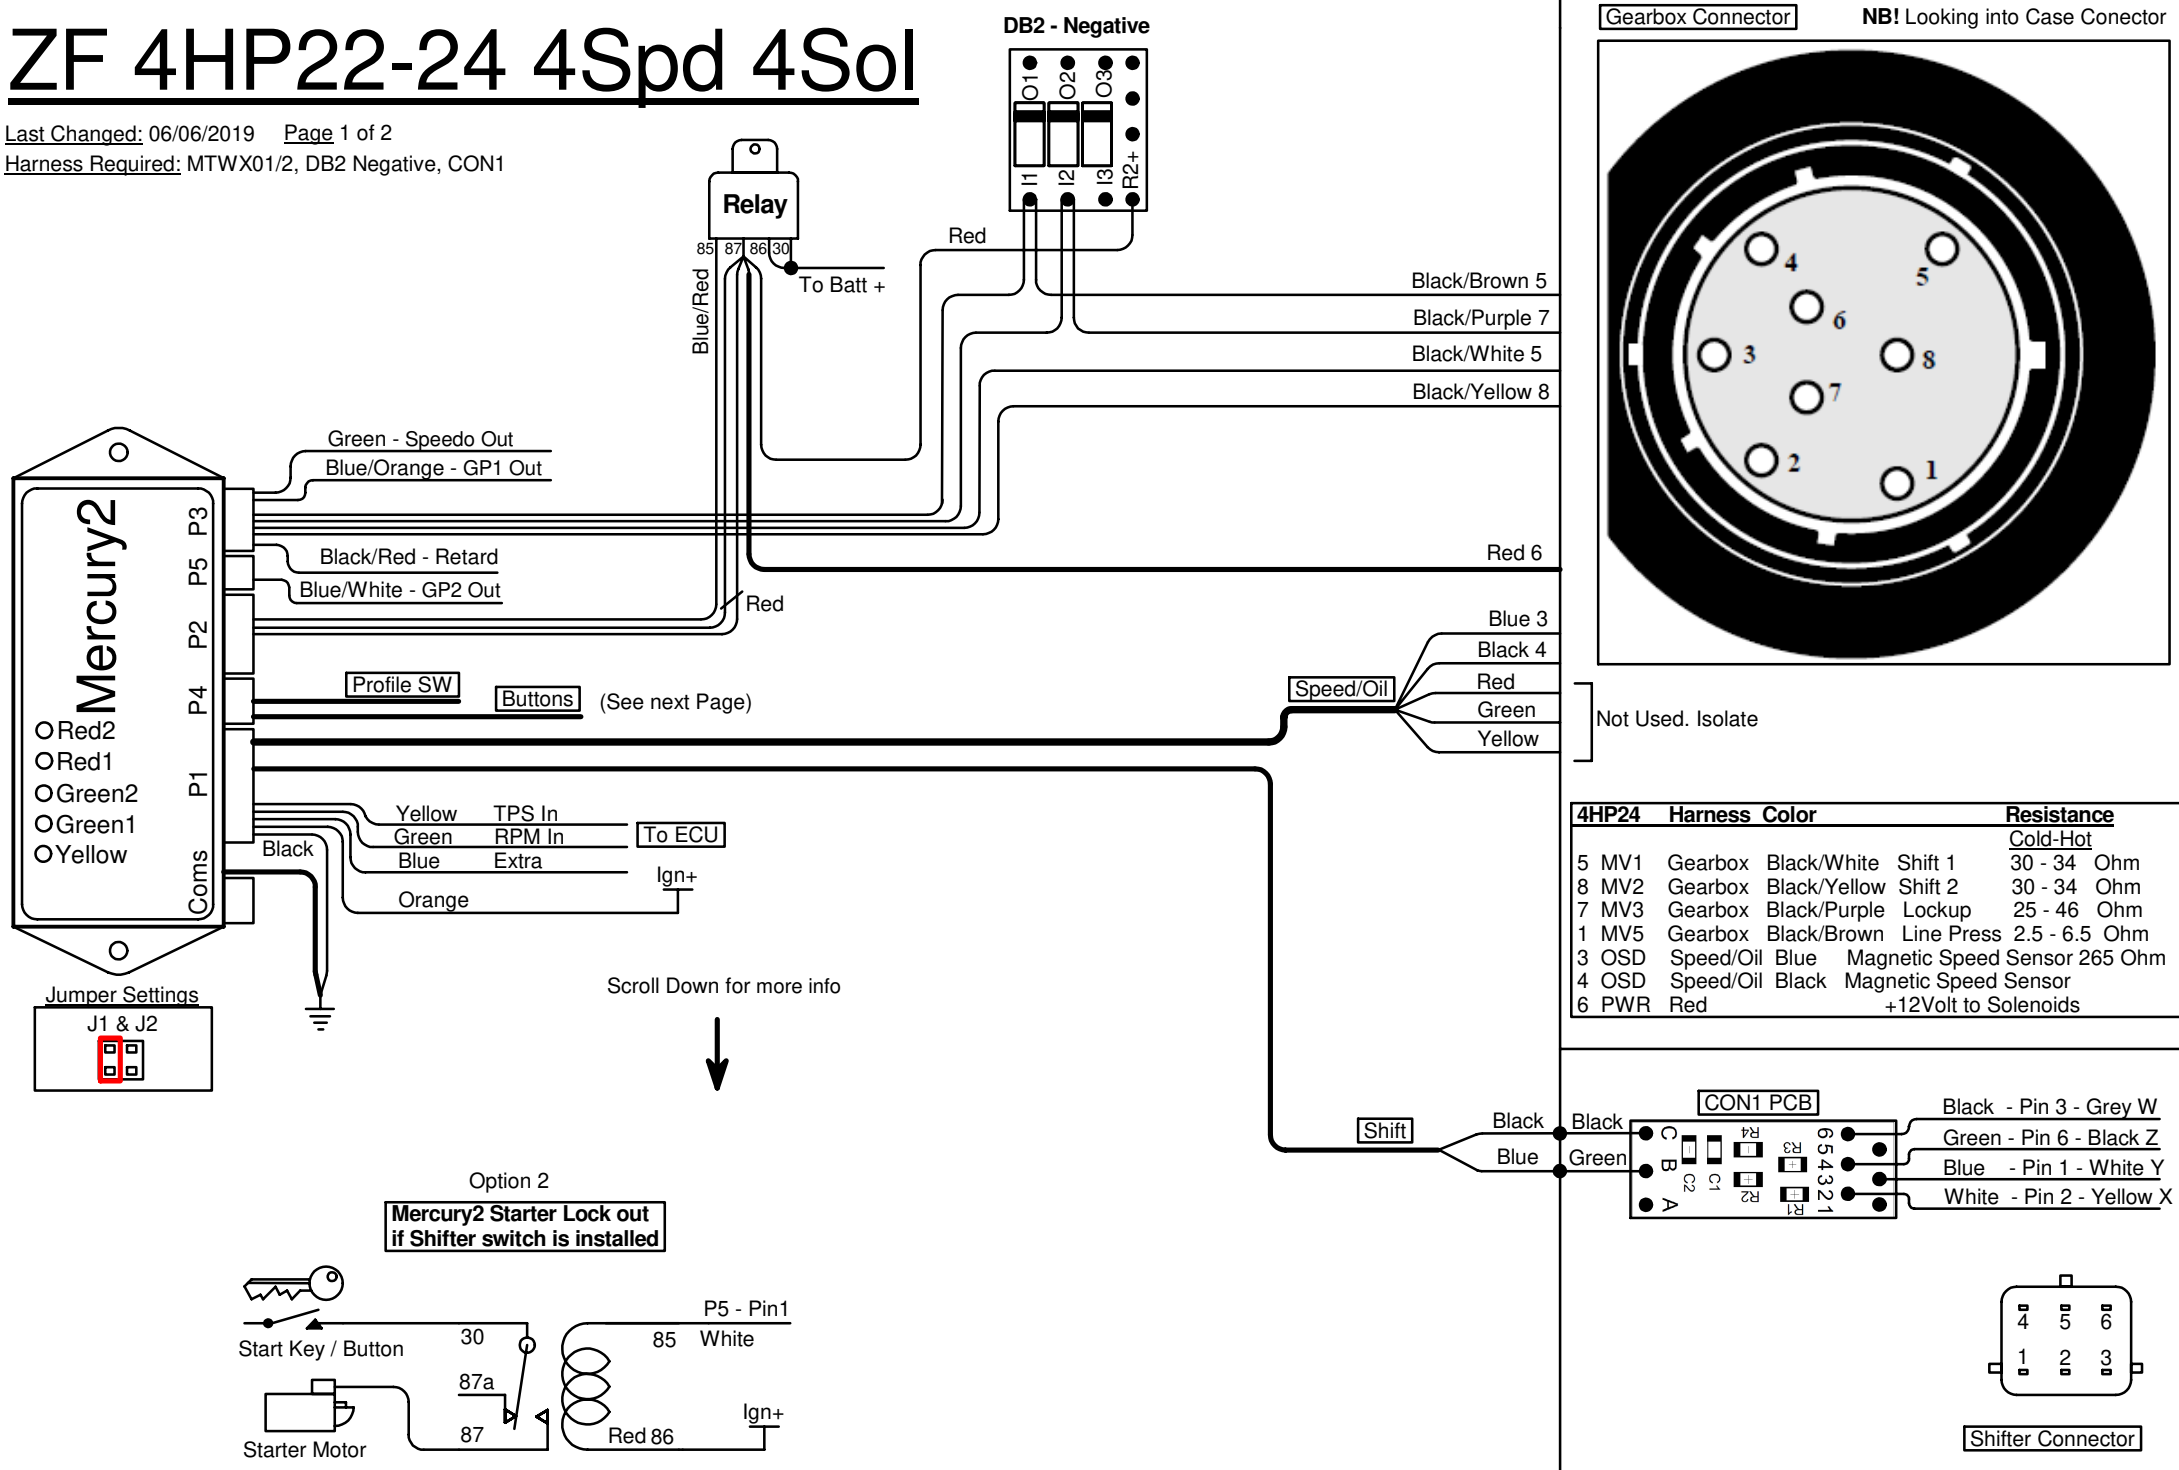 ZF 4HP22-24 4Spd 4Sol
Last Changed: 06/06/2019 Page 1 of 2
Harness Required: MTWX01/2, DB2 Negative, CON1
DB2 - Negative
O1 O2 O3
I1 I2 I3 R2+
Relay
85 87 86 30
Blue/Red
To Batt +
Red
Black/Brown 5
Black/Purple 7
Black/White 5
Black/Yellow 8
Red 6
Gearbox Connector
NB! Looking into Case Conector
4
5
6
3
8
7
2
1
Mercury2
P3
P5
P2
P4
P1
Coms
Red2
Red1
Green2
Green1
Yellow
Green - Speedo Out
Blue/Orange - GP1 Out
Black/Red - Retard
Blue/White - GP2 Out
Red
Profile SW
Buttons
(See next Page)
Yellow TPS In
Green RPM In
Blue Extra
To ECU
Ign+
Orange
Black
Speed/Oil
Blue 3
Black 4
Red
Green
Yellow
Not Used. Isolate
4HP24 Harness Color Resistance
Cold-Hot
5 MV1 Gearbox Black/White Shift 1 30 - 34 Ohm
8 MV2 Gearbox Black/Yellow Shift 2 30 - 34 Ohm
7 MV3 Gearbox Black/Purple Lockup 25 - 46 Ohm
1 MV5 Gearbox Black/Brown Line Press 2.5 - 6.5 Ohm
3 OSD Speed/Oil Blue Magnetic Speed Sensor 265 Ohm
4 OSD Speed/Oil Black Magnetic Speed Sensor
6 PWR Red +12Volt to Solenoids
Jumper Settings
J1 & J2
Scroll Down for more info
Shift
Black
Blue
Black
Green
CON1 PCB
C
B
A
C2
C1
R4
R2
R3
R1
6
5
4
3
2
1
Black - Pin 3 - Grey W
Green - Pin 6 - Black Z
Blue - Pin 1 - White Y
White - Pin 2 - Yellow X
Option 2
Mercury2 Starter Lock out
if Shifter switch is installed
Start Key / Button
30
87a
87
P5 - Pin1
85 White
Ign+
Red 86
Starter Motor
4 5 6
1 2 3
Shifter Connector